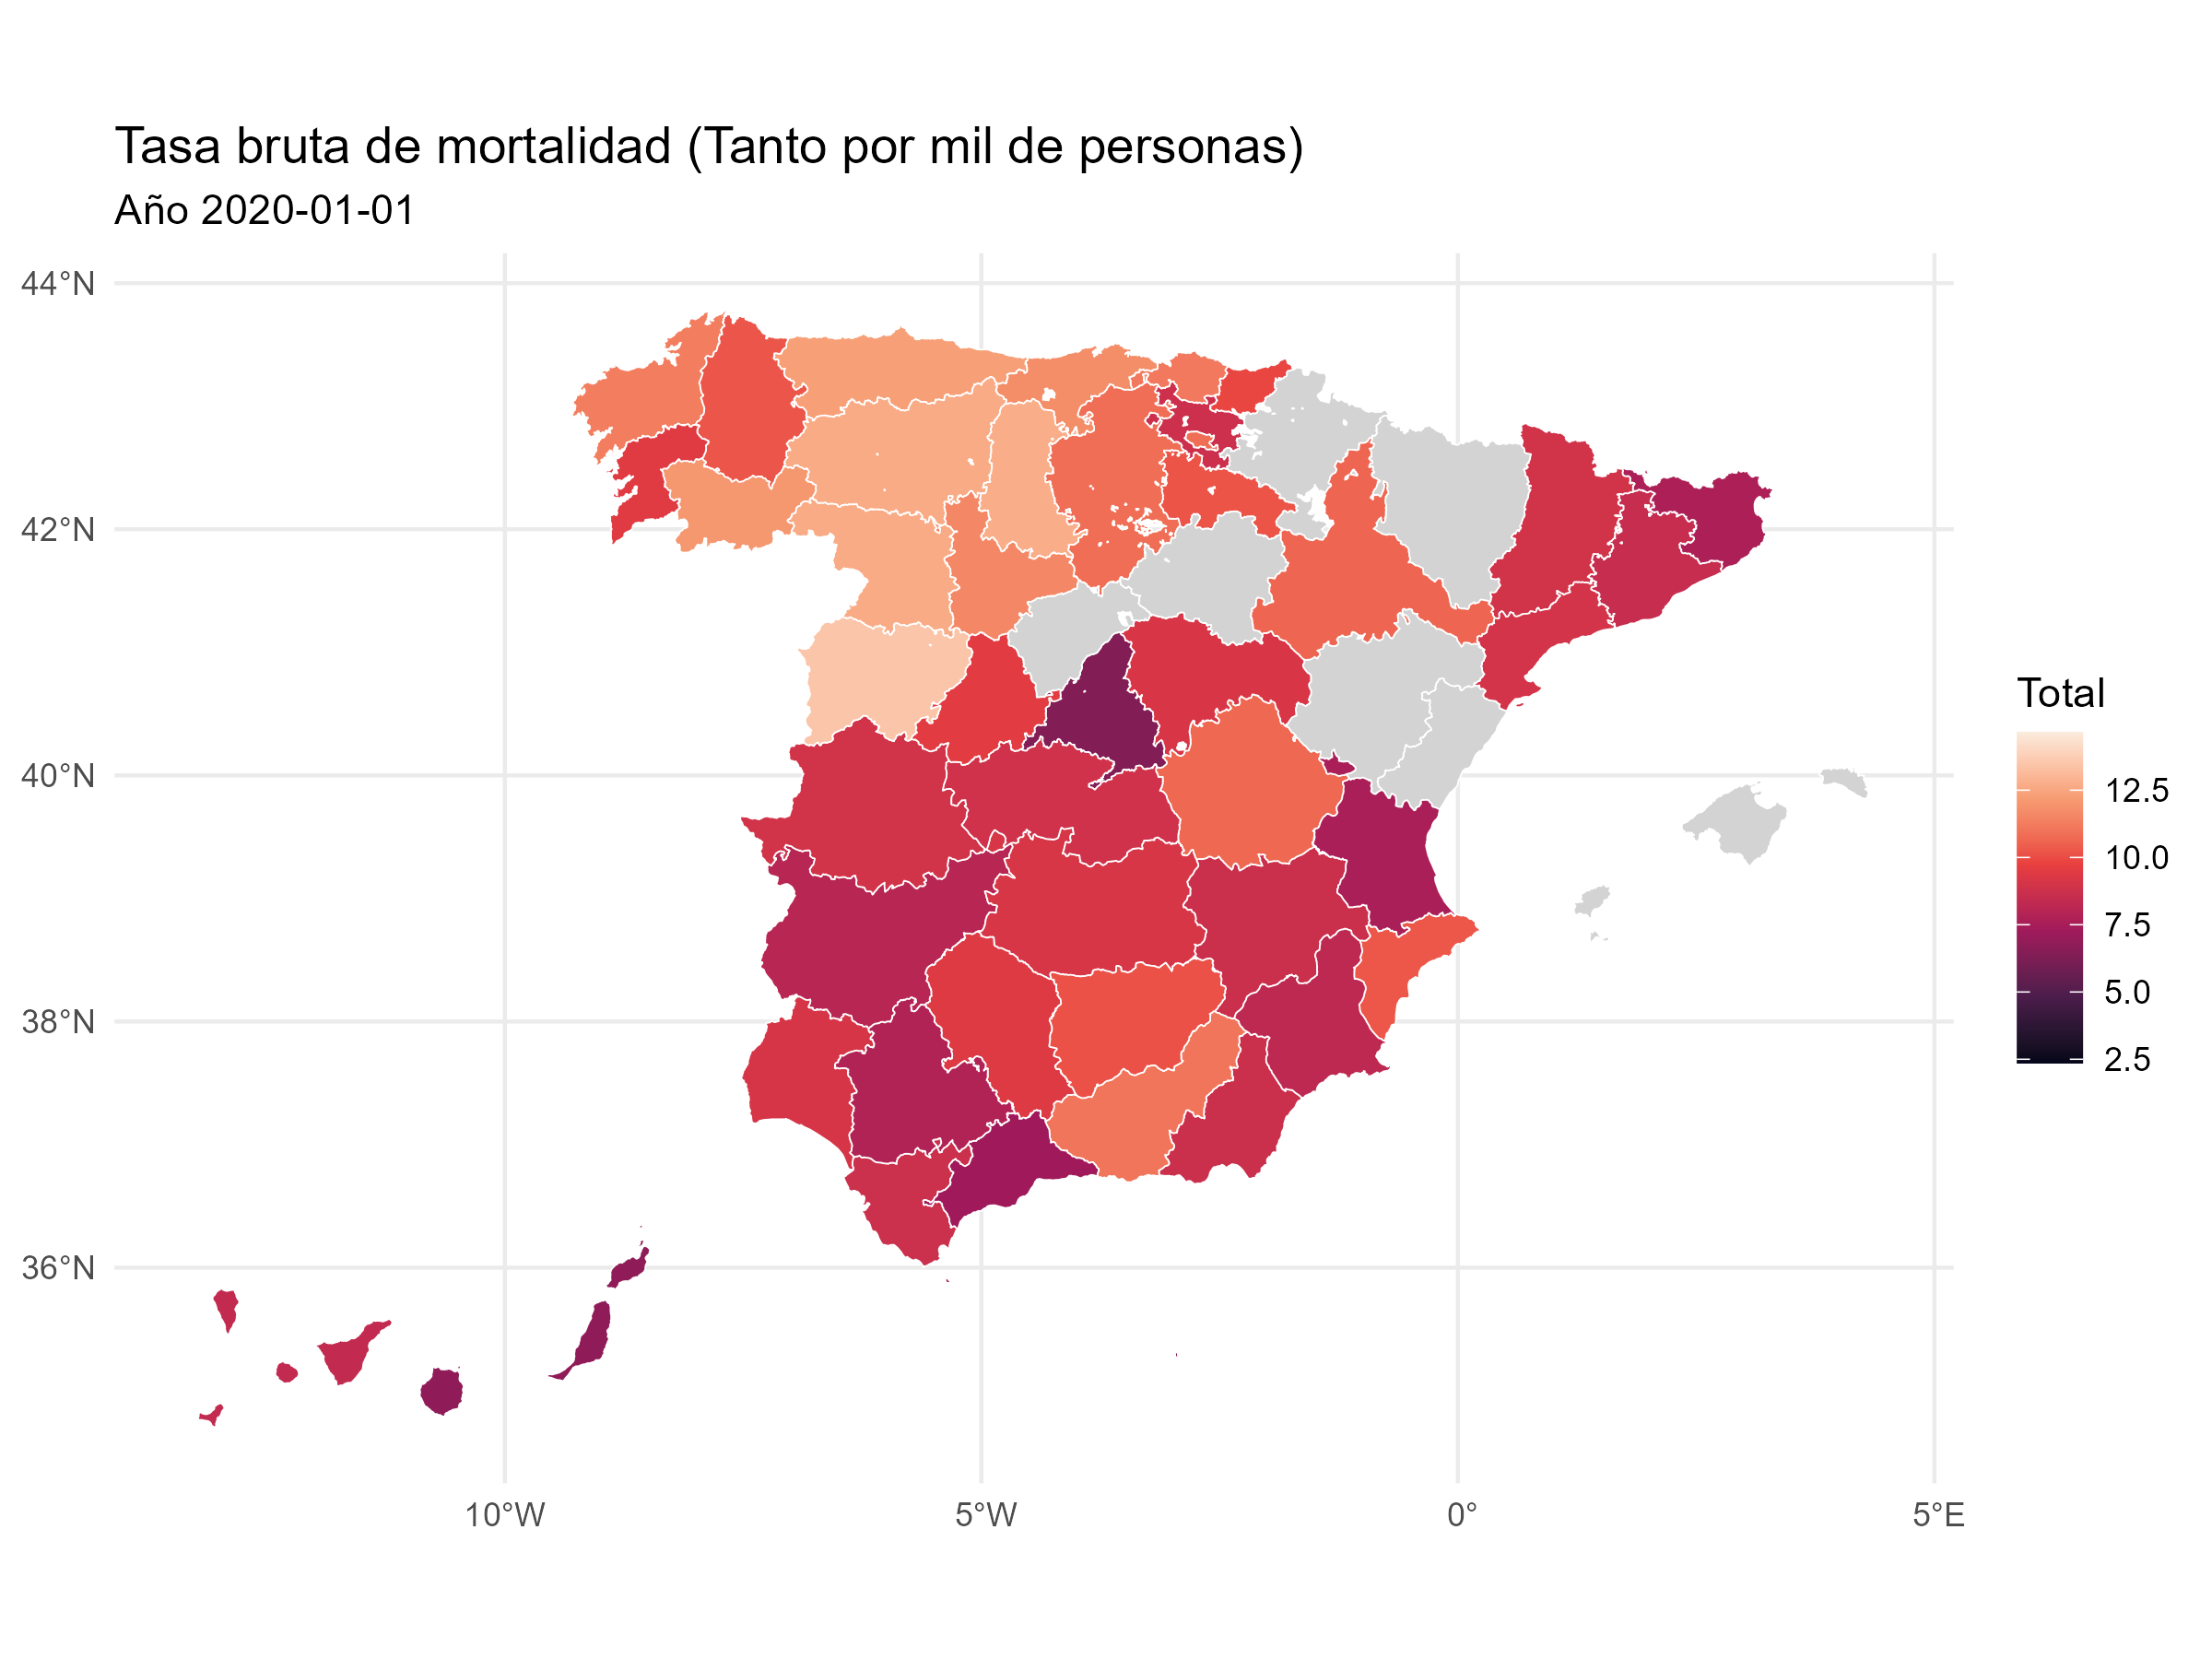 Tasa bruta de mortalidad (Tanto por mil de personas)
Año 2020-01-01
44°N
42°N
40°N
38°N
36°N
10°W
5°W
0°
5°E
Total
12.5
10.0
7.5
5.0
2.5